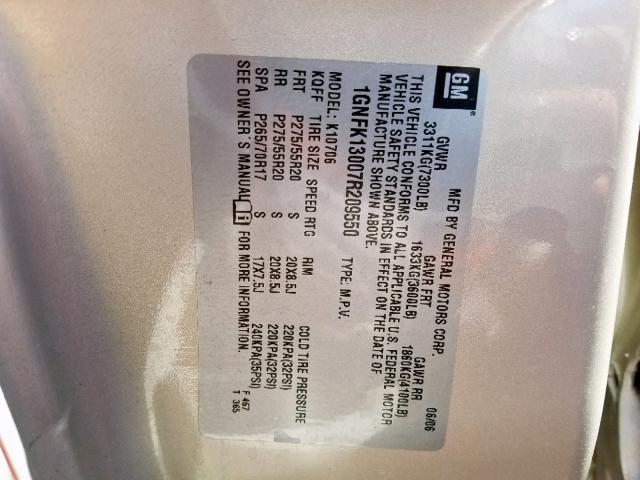 GM
MFD BY GENERAL MOTORS CORP. 06/06
GVWR GAWR FRT GAWR RR
3311KG(7300LB) 1633KG(3600LB) 1860KG(4100LB)
THIS VEHICLE CONFORMS TO ALL APPLICABLE U.S. FEDERAL MOTOR
VEHICLE SAFETY STANDARDS IN EFFECT ON THE DATE OF
MANUFACTURE SHOWN ABOVE.
1GNFK13007R209550 TYPE: M.P.V.
MODEL: K10706
KOFF TIRE SIZE SPEED RTG RIM COLD TIRE PRESSURE
FRT P275/55R20 S 20X8.5J 220KPA(32PSI)
RR P275/55R20 S 20X8.5J 220KPA(32PSI)
SPA P265/70R17 S 17X7.5J 240KPA(35PSI)
SEE OWNER'S MANUAL i FOR MORE INFORMATION.
F 467
T 365